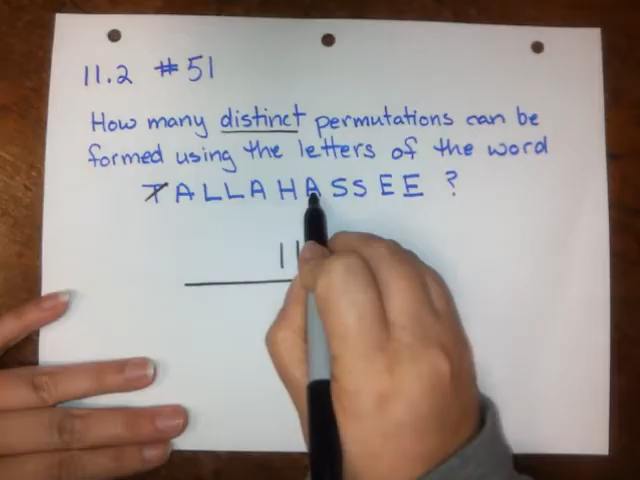 11.2 #51
How many distinct permutations can be
formed using the letters of the word
TALLAHASSEE ?
11